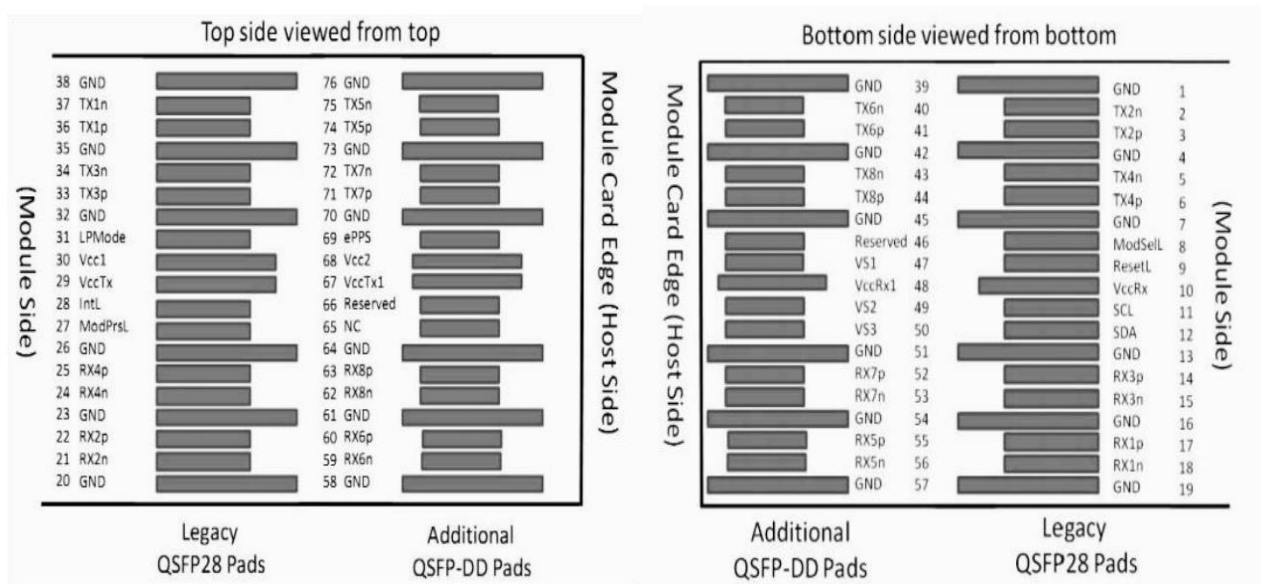 Top side viewed from top
38 GND 76 GND
37 TX1n 75 TX5n
36 TX1p 74 TX5p
35 GND 73 GND
34 TX3n 72 TX7n
33 TX3p 71 TX7p
32 GND 70 GND
31 LPMode 69 ePPS
30 Vcc1 68 Vcc2
29 VccTx 67 VccTx1
28 IntL 66 Reserved
27 ModPrsL 65 NC
26 GND 64 GND
25 RX4p 63 RX8p
24 RX4n 62 RX8n
23 GND 61 GND
22 RX2p 60 RX6p
21 RX2n 59 RX6n
20 GND 58 GND
(Module Side)
Module Card Edge (Host Side)
Legacy Additional
QSFP28 Pads QSFP-DD Pads
Bottom side viewed from bottom
GND 39 GND 1
TX6n 40 TX2n 2
TX6p 41 TX2p 3
GND 42 GND 4
TX8n 43 TX4n 5
TX8p 44 TX4p 6
GND 45 GND 7
Reserved 46 ModSelL 8
VS1 47 ResetL 9
VccRx1 48 VccRx 10
VS2 49 SCL 11
VS3 50 SDA 12
GND 51 GND 13
RX7p 52 RX3p 14
RX7n 53 RX3n 15
GND 54 GND 16
RX5p 55 RX1p 17
RX5n 56 RX1n 18
GND 57 GND 19
Module Card Edge (Host Side)
(Module Side)
Additional Legacy
QSFP-DD Pads QSFP28 Pads